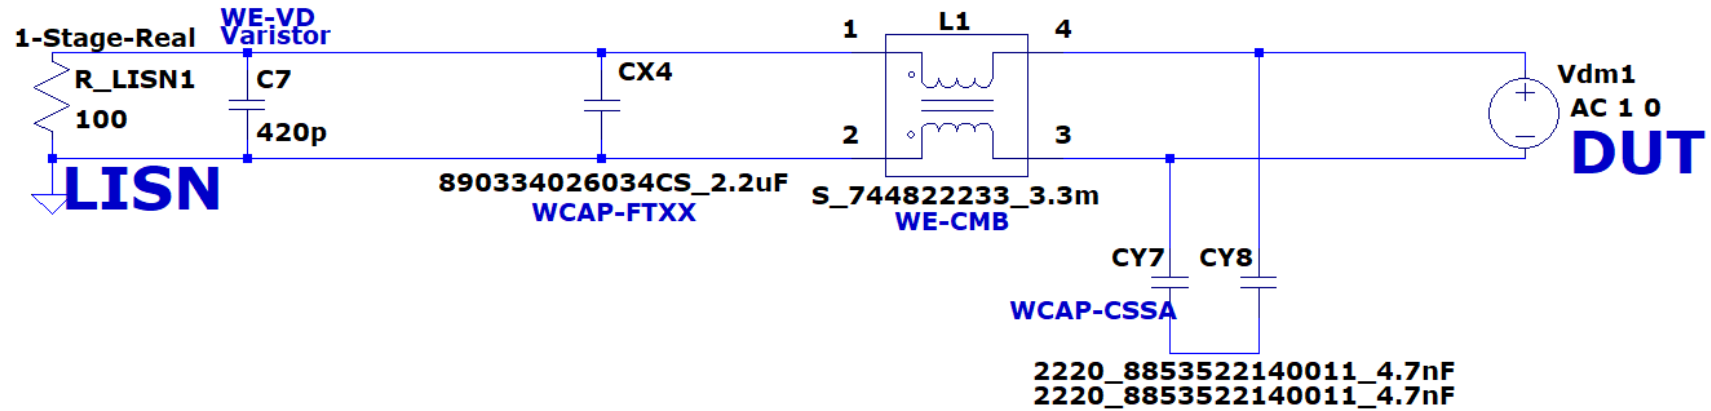 WE-VD
Varistor
1-Stage-Real
R_LISN1
100
C7
420p
LISN
CX4
890334026034CS_2.2uF
WCAP-FTXX
L1
1
4
2
3
S_744822233_3.3m
WE-CMB
CY7
CY8
WCAP-CSSA
2220_8853522140011_4.7nF
2220_8853522140011_4.7nF
Vdm1
AC 1 0
DUT